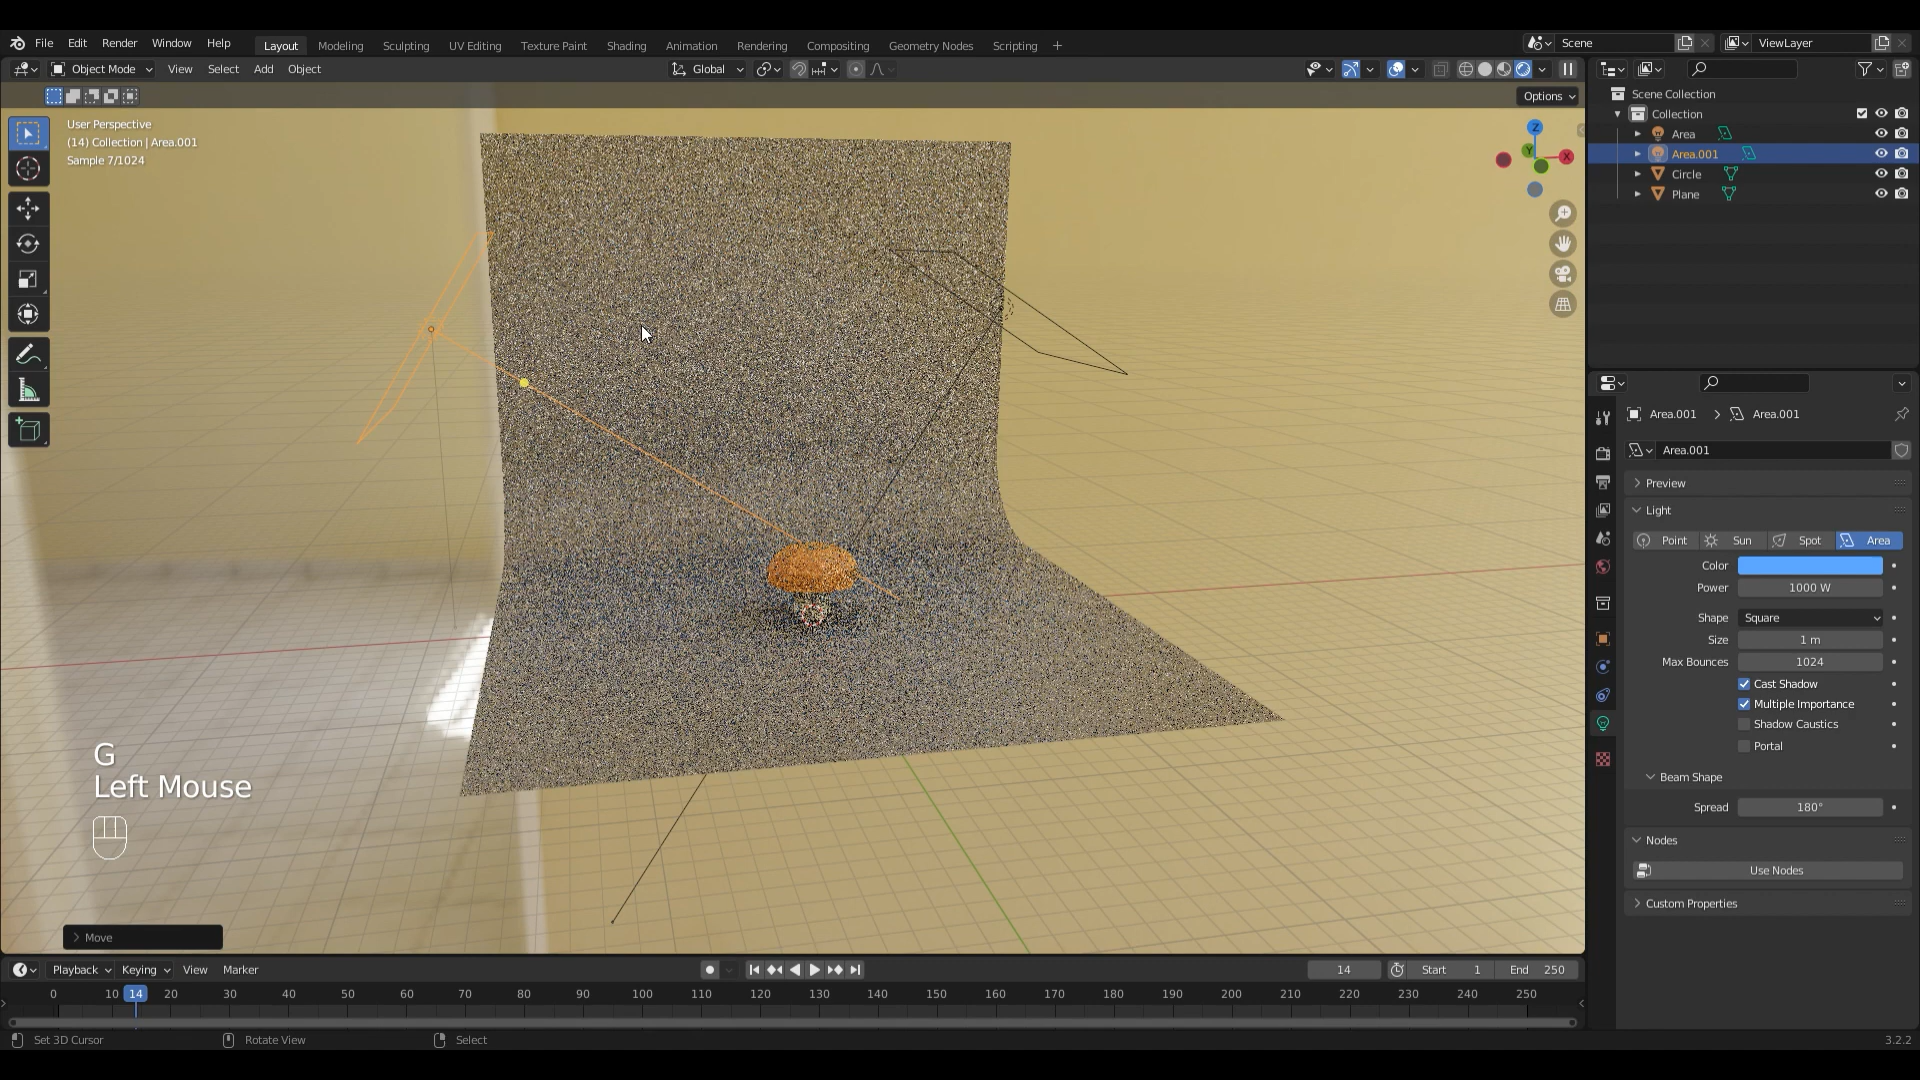 File Edit Render Window Help Layout Modeling Sculpting UV Editing Texture Paint Shading Animation Rendering Compositing Geometry Nodes Scripting + Scene ViewLayer
Object Mode View Select Add Object Global
Options
User Perspective
(14) Collection | Area.001
Sample 7/1024
Z
Y
X
G
Left Mouse
Move
Scene Collection
Collection
Area
Area.001
Circle
Plane
Area.001 Area.001
Area.001
Preview
Light
Point Sun Spot Area
Color
Power 1000 W
Shape Square
Size 1 m
Max Bounces 1024
Cast Shadow
Multiple Importance
Shadow Caustics
Portal
Beam Shape
Spread 180°
Nodes
Use Nodes
Custom Properties
Playback Keying View Marker 14 Start 1 End 250
0 10 14 20 30 40 50 60 70 80 90 100 110 120 130 140 150 160 170 180 190 200 210 220 230 240 250
Set 3D Cursor Rotate View Select 3.2.2